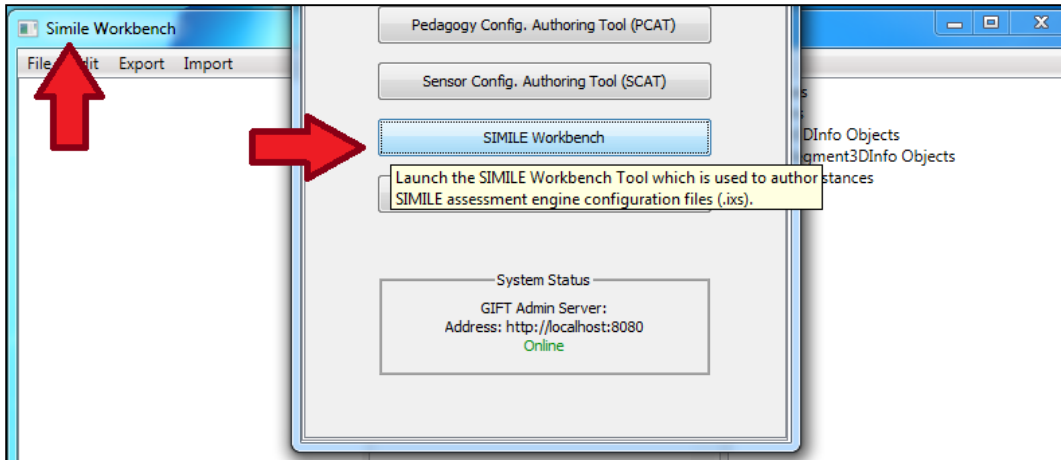 Simile Workbench
File Edit Export Import
Pedagogy Config. Authoring Tool (PCAT)
Sensor Config. Authoring Tool (SCAT)
SIMILE Workbench
Launch the SIMILE Workbench Tool which is used to author
SIMILE assessment engine configuration files (.ixs).
System Status
GIFT Admin Server:
Address: http://localhost:8080
Online
s
s
DInfo Objects
gment3DInfo Objects
stances